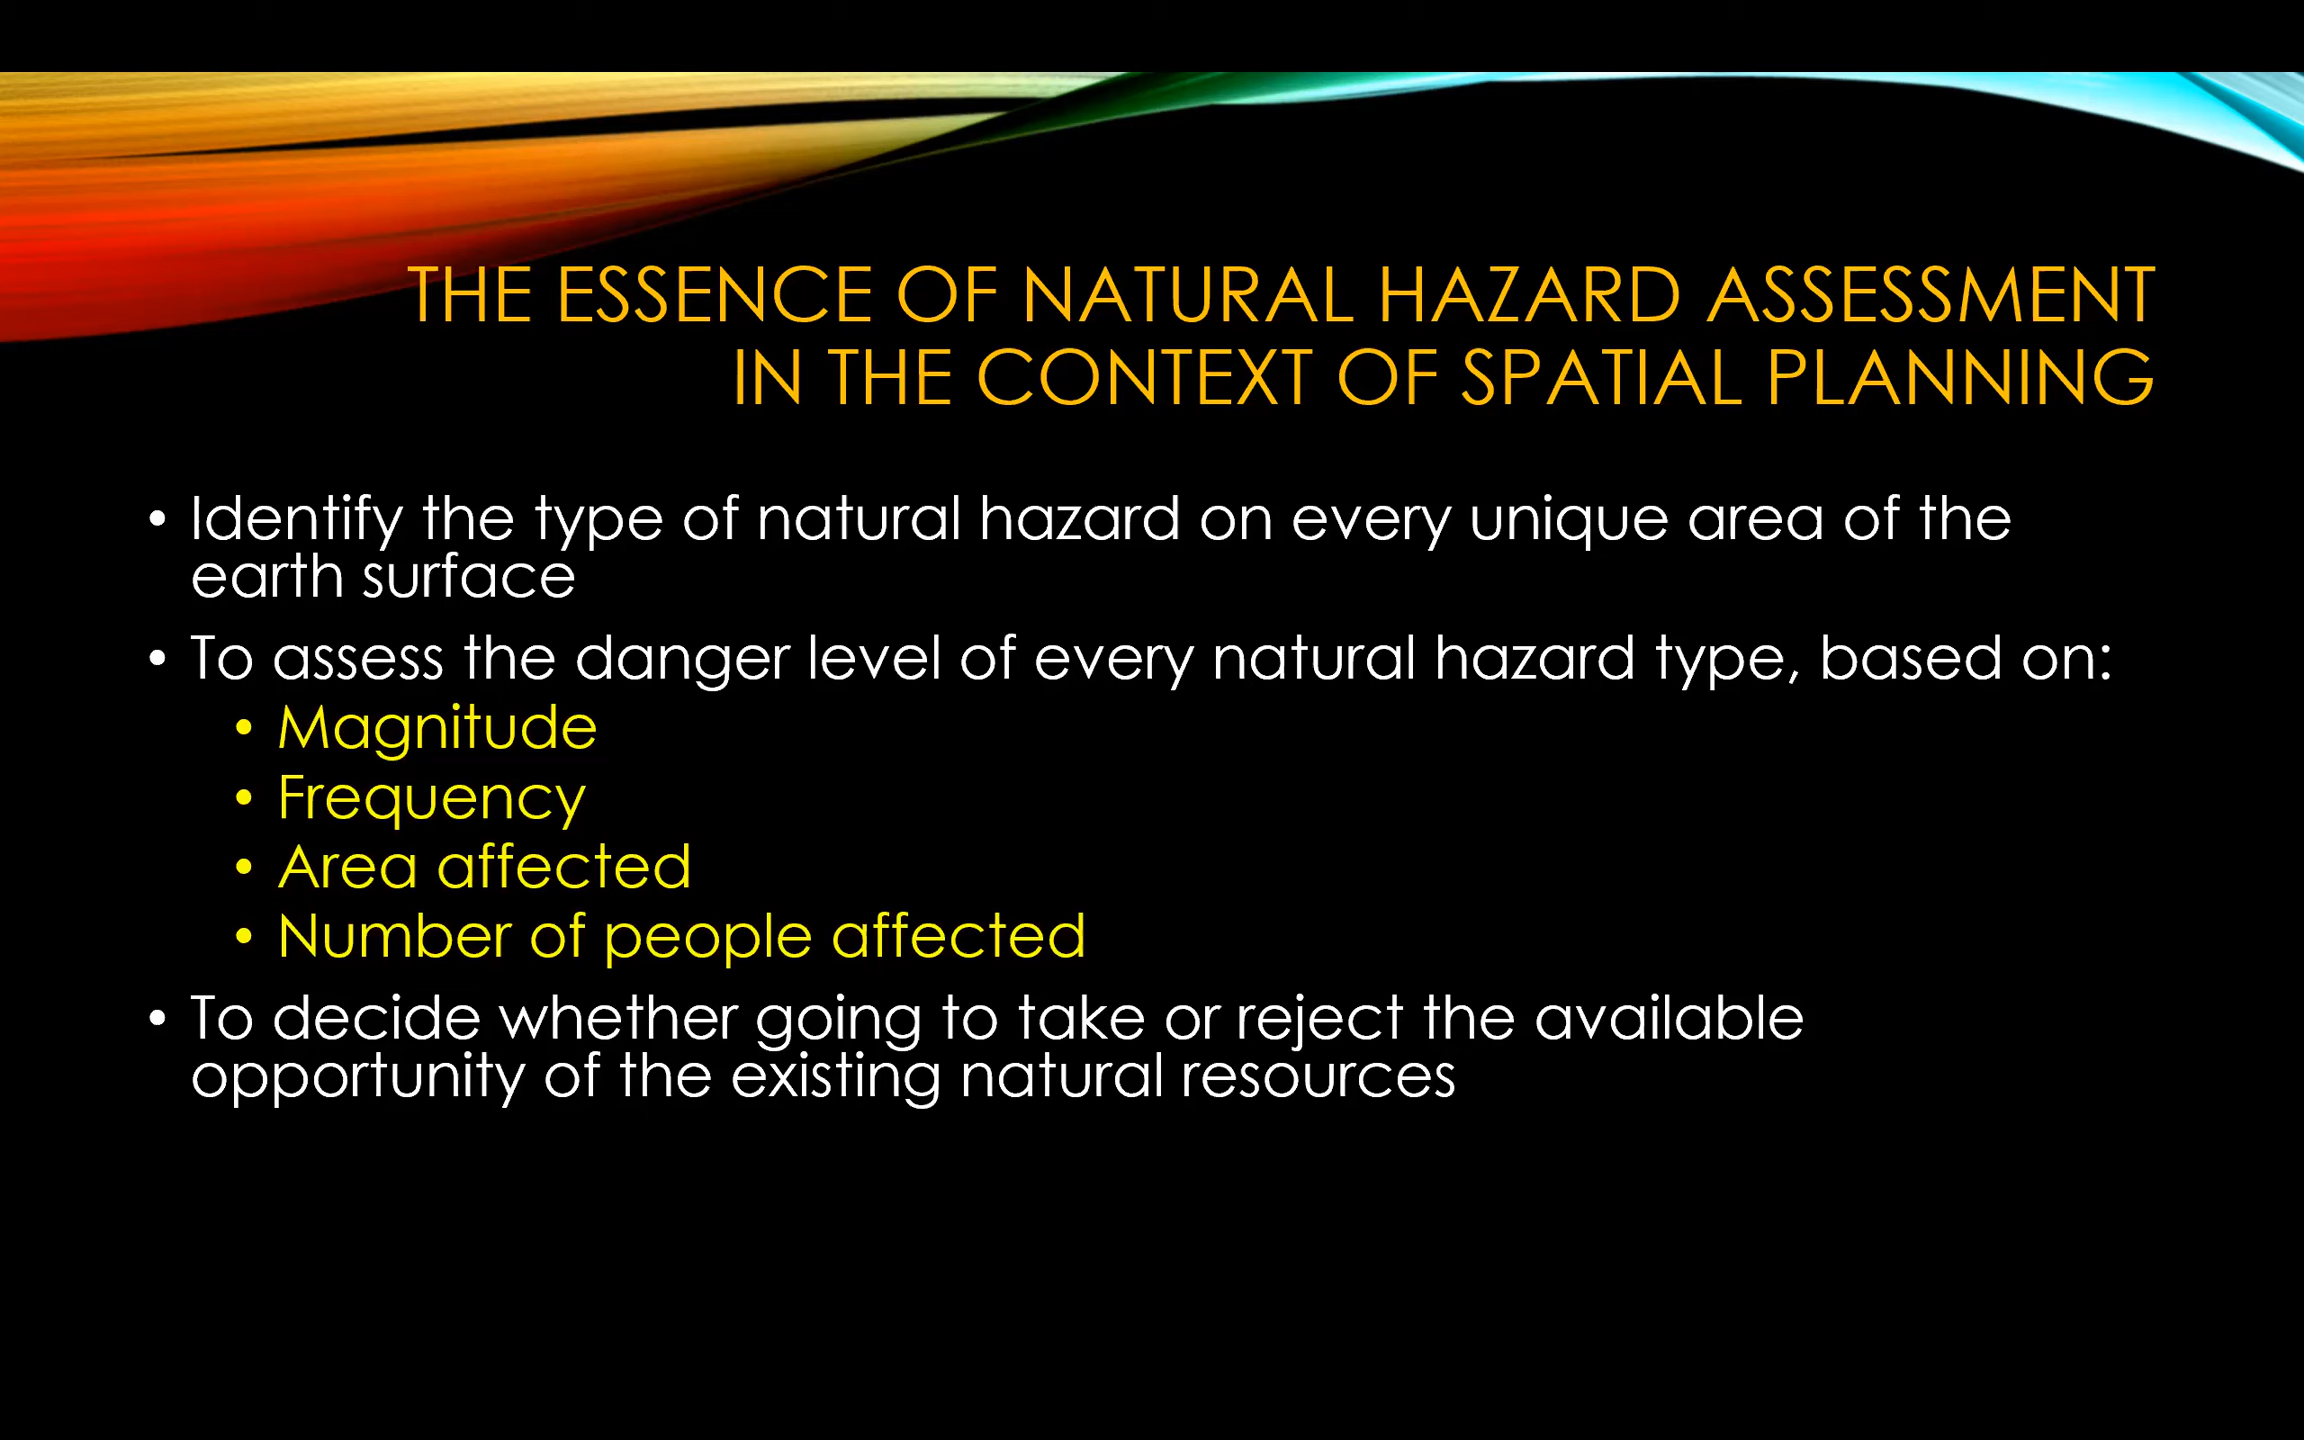 THE ESSENCE OF NATURAL HAZARD ASSESSMENT
IN THE CONTEXT OF SPATIAL PLANNING
• Identify the type of natural hazard on every unique area of the
earth surface
• To assess the danger level of every natural hazard type, based on:
• Magnitude
• Frequency
• Area affected
• Number of people affected
• To decide whether going to take or reject the available
opportunity of the existing natural resources